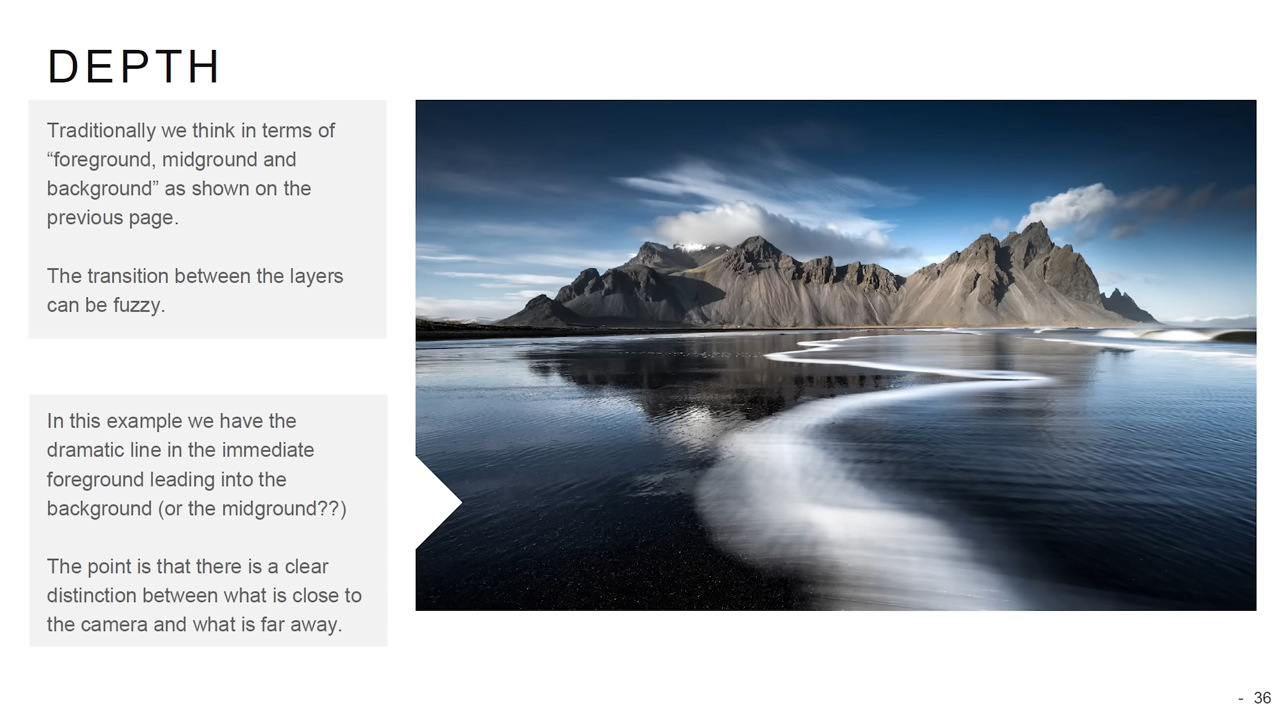 DEPTH
Traditionally we think in terms of
“foreground, midground and
background” as shown on the
previous page.
The transition between the layers
can be fuzzy.
In this example we have the
dramatic line in the immediate
foreground leading into the
background (or the midground??)
The point is that there is a clear
distinction between what is close to
the camera and what is far away.
- 36